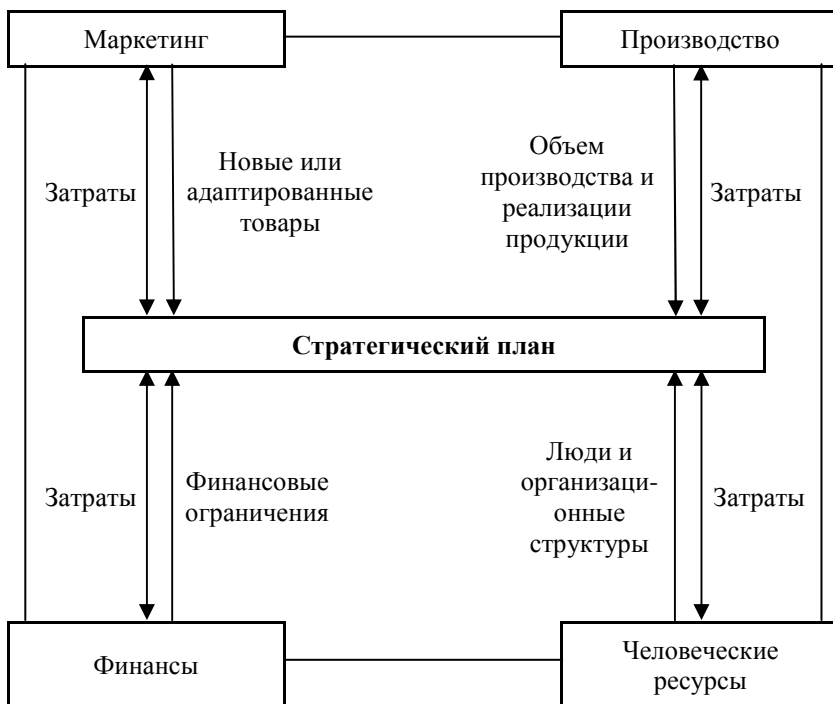 Маркетинг
Производство
Затраты
Новые или
адаптированные
товары
Объем
производства и
реализации
продукции
Затраты
Стратегический план
Затраты
Финансовые
ограничения
Люди и
организаци-
онные
структуры
Затраты
Финансы
Человеческие
ресурсы